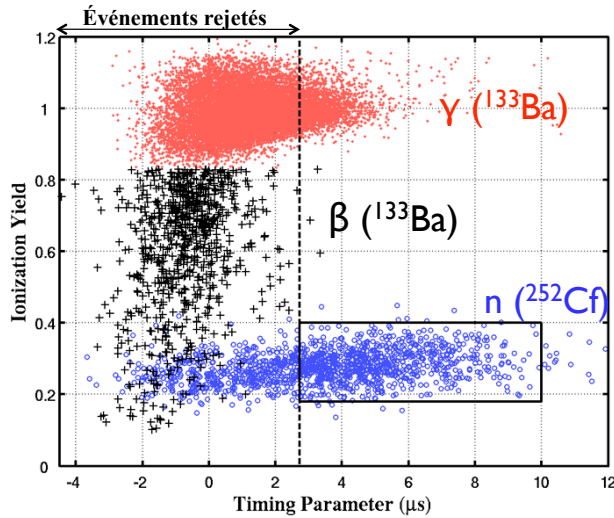 Événements rejetés
1.2
1
0.8
0.6
0.4
0.2
0
Ionization Yield
γ (¹³³Ba)
β (¹³³Ba)
n (²⁵²Cf)
-4 -2 0 2 4 6 8 10 12
Timing Parameter (μs)